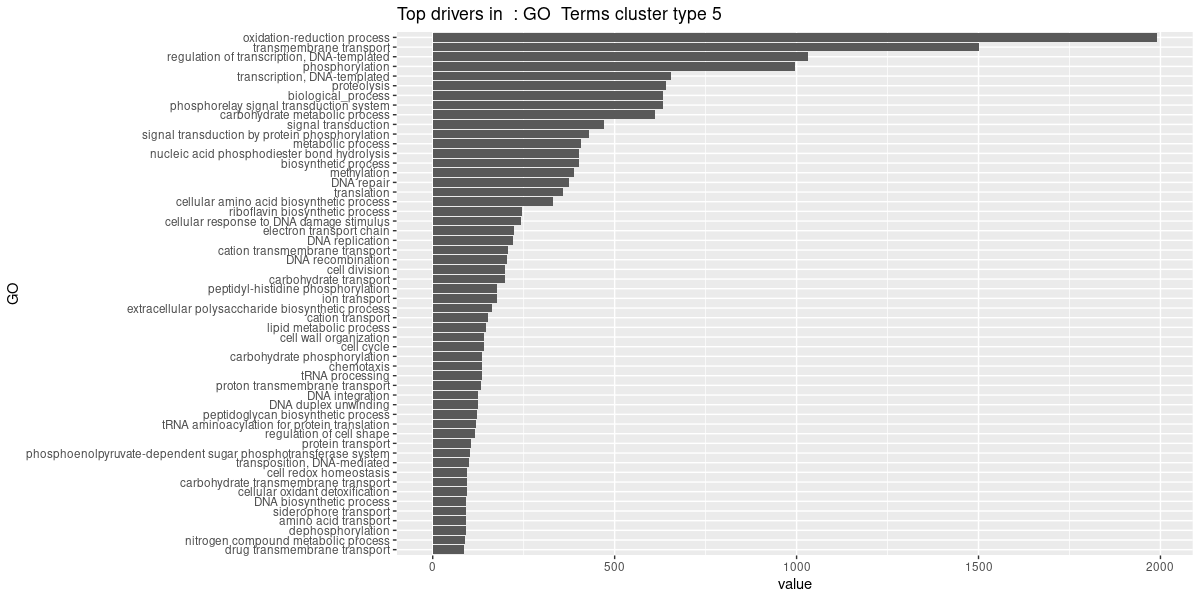 Top drivers in  : GO  Terms cluster type 5
oxidation-reduction process
transmembrane transport
regulation of transcription, DNA-templated
phosphorylation
transcription, DNA-templated
proteolysis
biological_process
phosphorelay signal transduction system
carbohydrate metabolic process
signal transduction
signal transduction by protein phosphorylation
metabolic process
nucleic acid phosphodiester bond hydrolysis
biosynthetic process
methylation
DNA repair
translation
cellular amino acid biosynthetic process
riboflavin biosynthetic process
cellular response to DNA damage stimulus
electron transport chain
DNA replication
cation transmembrane transport
DNA recombination
cell division
carbohydrate transport
peptidyl-histidine phosphorylation
ion transport
extracellular polysaccharide biosynthetic process
cation transport
lipid metabolic process
cell wall organization
cell cycle
carbohydrate phosphorylation
chemotaxis
tRNA processing
proton transmembrane transport
DNA integration
DNA duplex unwinding
peptidoglycan biosynthetic process
tRNA aminoacylation for protein translation
regulation of cell shape
protein transport
phosphoenolpyruvate-dependent sugar phosphotransferase system
transposition, DNA-mediated
cell redox homeostasis
carbohydrate transmembrane transport
cellular oxidant detoxification
DNA biosynthetic process
siderophore transport
amino acid transport
dephosphorylation
nitrogen compound metabolic process
drug transmembrane transport
GO
0 500 1000 1500 2000
value